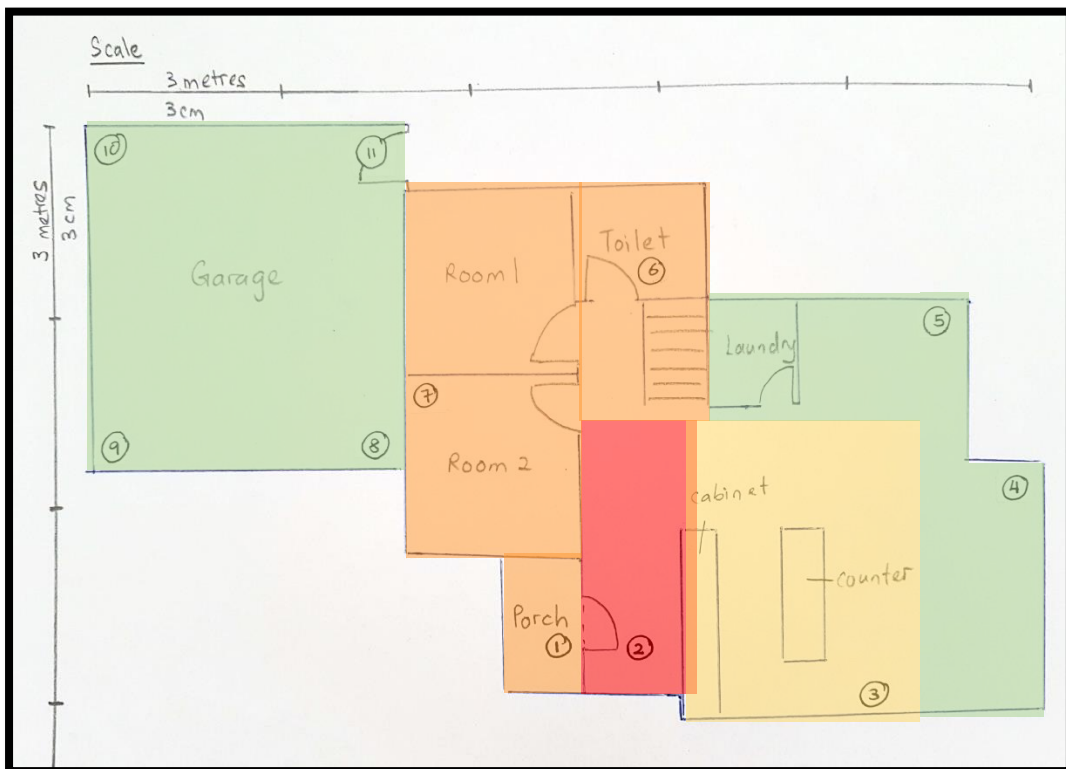 Scale
3 metres
3cm
3 metres
3 cm
10
11
Garage
9
8
Room 1
Toilet
6
7
Room 2
Laundry
5
4
cabinet
counter
Porch
1
2
3